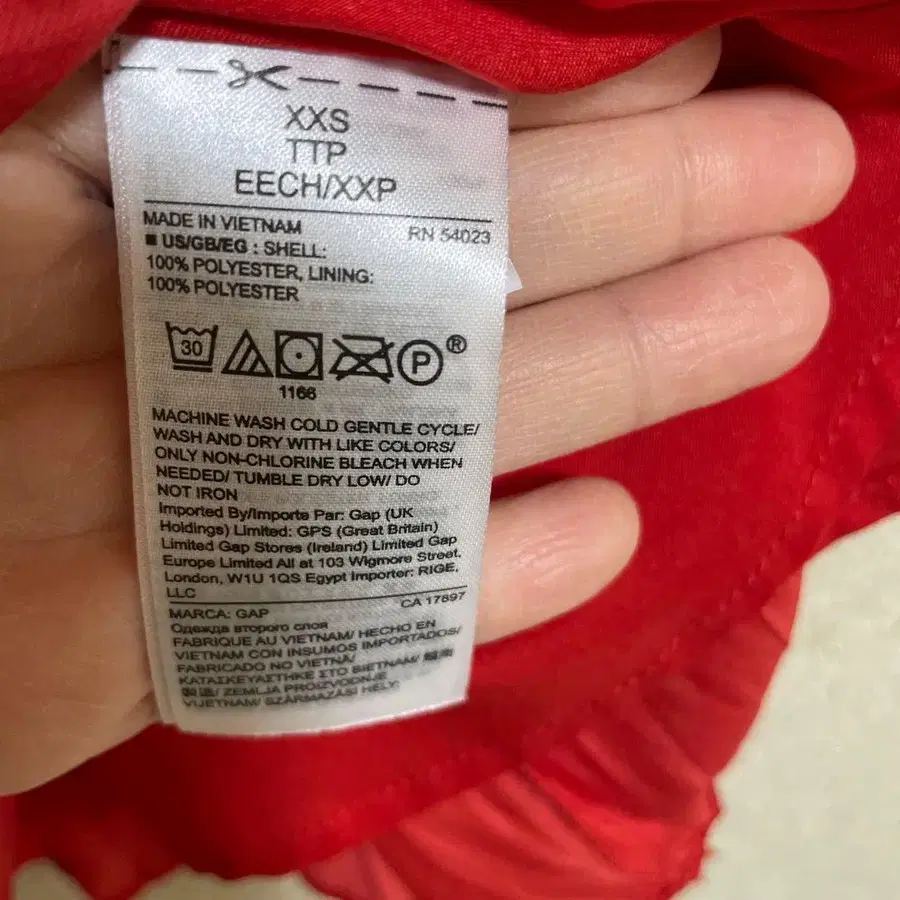 XXS
TTP
EECH/XXP
MADE IN VIETNAM RN 54023
■ US/GB/EG : SHELL:
100% POLYESTER, LINING:
100% POLYESTER
30 P ®
1166
MACHINE WASH COLD GENTLE CYCLE/
WASH AND DRY WITH LIKE COLORS/
ONLY NON-CHLORINE BLEACH WHEN
NEEDED/ TUMBLE DRY LOW/ DO
NOT IRON
Imported By/Importe Par: Gap (UK
Holdings) Limited: GPS (Great Britain)
Limited Gap Stores (Ireland) Limited Gap
Europe Limited All at 103 Wigmore Street,
London, W1U 1QS Egypt Importer: RIGE,
LLC
MARCA: GAP CA 17897
Одежда второго слоя
FABRIQUE AU VIETNAM/ HECHO EN
VIETNAM CON INSUMOS IMPORTADOS/
FABRICADO NO VIETNÃ/
ΚΑΤΑΣΚΕΥΑΣΤΗΚΕ ΣΤΟ ΒΙΕΤΝΑΜ/
ZEMLJA PROIZVODNJE
VIJETNAM/ SZÁRMAZÁSI HELY: